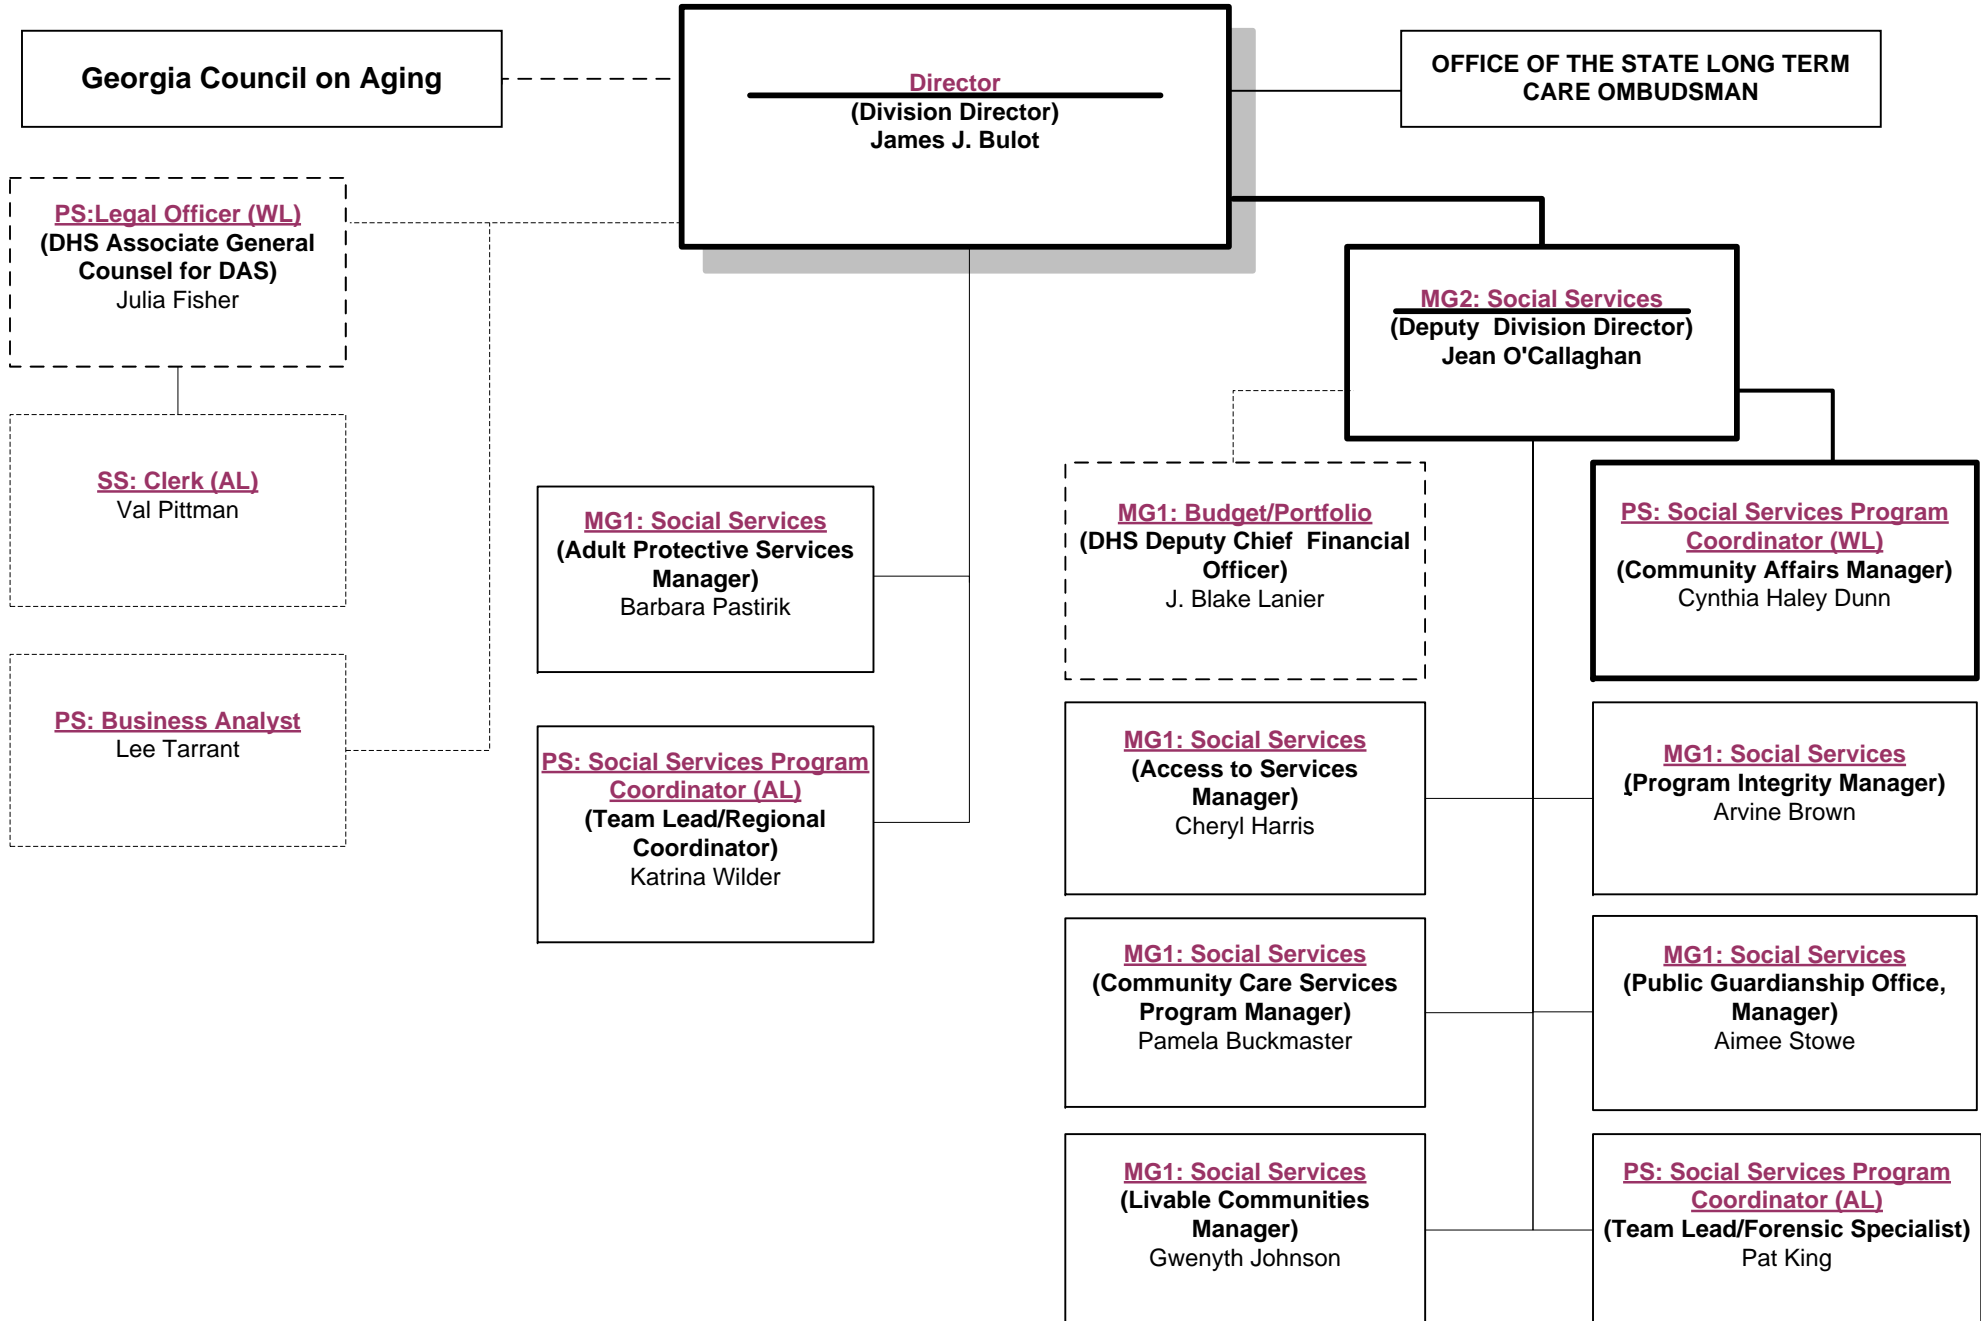 Georgia Council on Aging
Director
(Division Director)
James J. Bulot
OFFICE OF THE STATE LONG TERM
CARE OMBUDSMAN
PS:Legal Officer (WL)
(DHS Associate General
Counsel for DAS)
Julia Fisher
MG2: Social Services
(Deputy Division Director)
Jean O'Callaghan
SS: Clerk (AL)
Val Pittman
MG1: Social Services
(Adult Protective Services
Manager)
Barbara Pastirik
MG1: Budget/Portfolio
(DHS Deputy Chief Financial
Officer)
J. Blake Lanier
PS: Social Services Program
Coordinator (WL)
(Community Affairs Manager)
Cynthia Haley Dunn
PS: Business Analyst
Lee Tarrant
PS: Social Services Program
Coordinator (AL)
(Team Lead/Regional
Coordinator)
Katrina Wilder
MG1: Social Services
(Access to Services
Manager)
Cheryl Harris
MG1: Social Services
(Program Integrity Manager)
Arvine Brown
MG1: Social Services
(Community Care Services
Program Manager)
Pamela Buckmaster
MG1: Social Services
(Public Guardianship Office,
Manager)
Aimee Stowe
MG1: Social Services
(Livable Communities
Manager)
Gwenyth Johnson
PS: Social Services Program
Coordinator (AL)
(Team Lead/Forensic Specialist)
Pat King